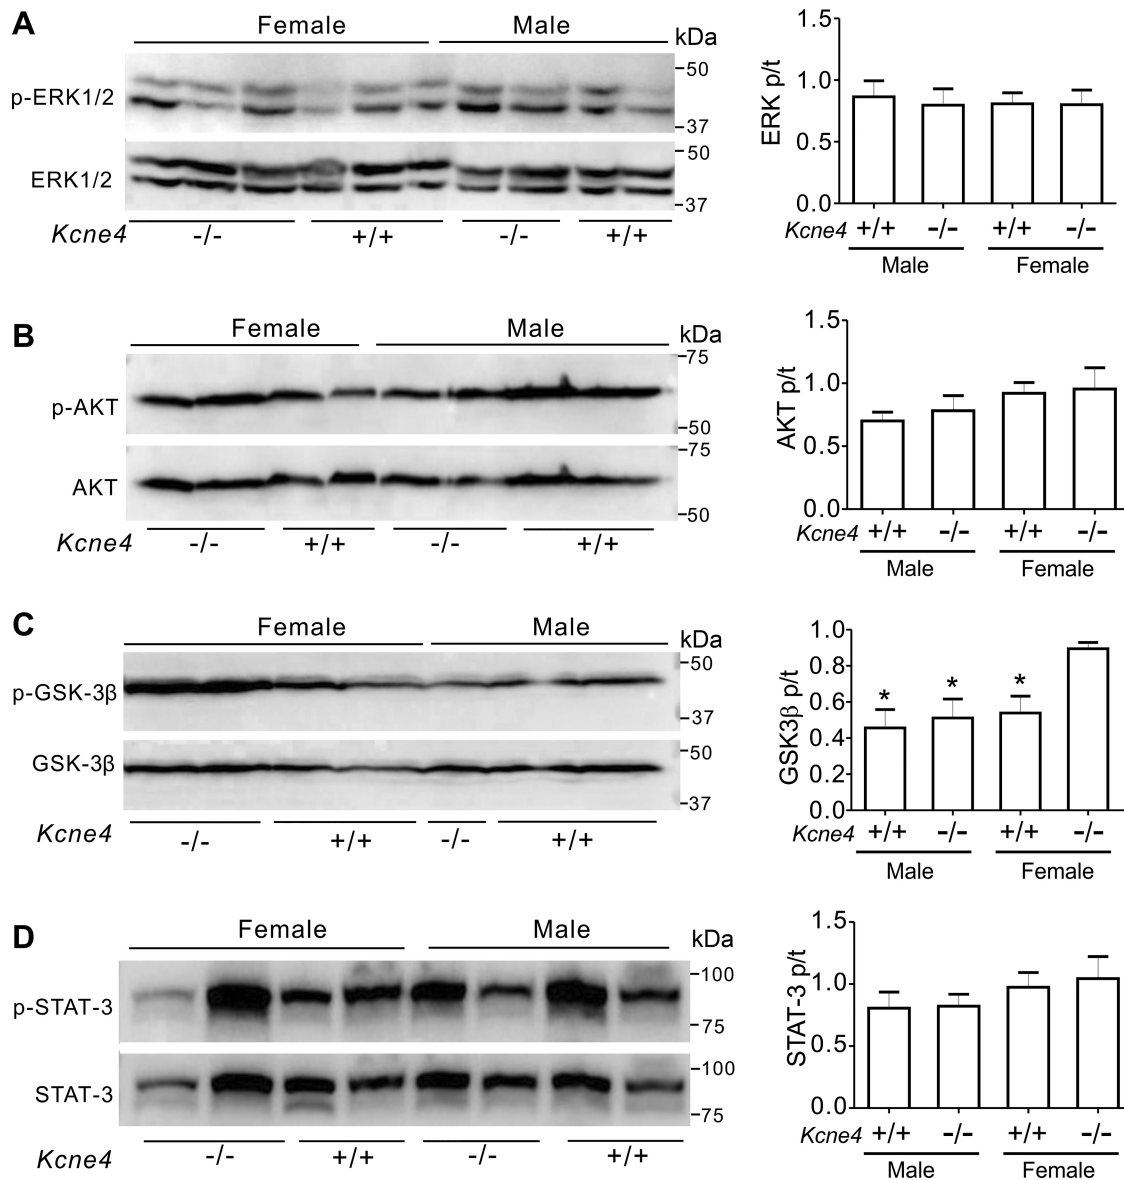 A
Female
Male
kDa
p-ERK1/2
50
37
ERK1/2
50
37
Kcne4
-/-
+/+
-/-
+/+
ERK p/t
1.5
1.0
0.5
0.0
Kcne4 +/+ -/- +/+ -/-
Male
Female
B
Female
Male
kDa
p-AKT
75
50
AKT
75
50
Kcne4
-/-
+/+
-/-
+/+
AKT p/t
1.5
1.0
0.5
0.0
Kcne4 +/+ -/- +/+ -/-
Male
Female
C
Female
Male
kDa
p-GSK-3β
50
37
GSK-3β
50
37
Kcne4
-/-
+/+
-/-
+/+
GSK3β p/t
1.0
0.8
0.6
0.4
0.2
0.0
* * *
Kcne4 +/+ -/- +/+ -/-
Male
Female
D
Female
Male
kDa
p-STAT-3
100
75
STAT-3
100
75
Kcne4
-/-
+/+
-/-
+/+
STAT-3 p/t
1.5
1.0
0.5
0.0
Kcne4 +/+ -/- +/+ -/-
Male
Female